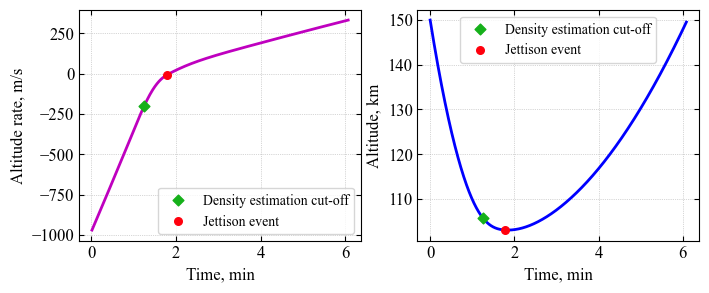 250
0
−250
−500
−750
−1000
0
2
4
6
Altitude rate, m/s
Time, min
Density estimation cut-off
Jettison event
150
140
130
120
110
0
2
4
6
Altitude, km
Time, min
Density estimation cut-off
Jettison event